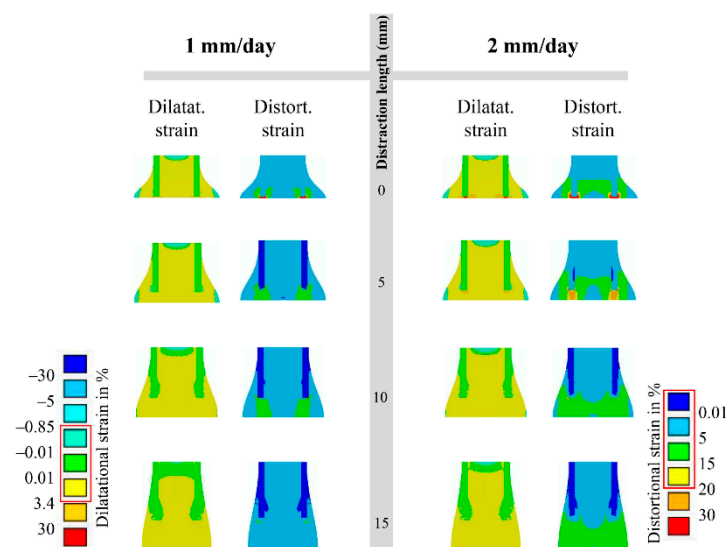 1 mm/day
Distraction length (mm)
2 mm/day
Dilatat.
strain
Distort.
strain
Dilatat.
strain
Distort.
strain
0
5
10
15
Dilatational strain in %
–30
–5
–0.85
–0.01
0.01
3.4
30
Distortional strain in %
0.01
5
15
20
30